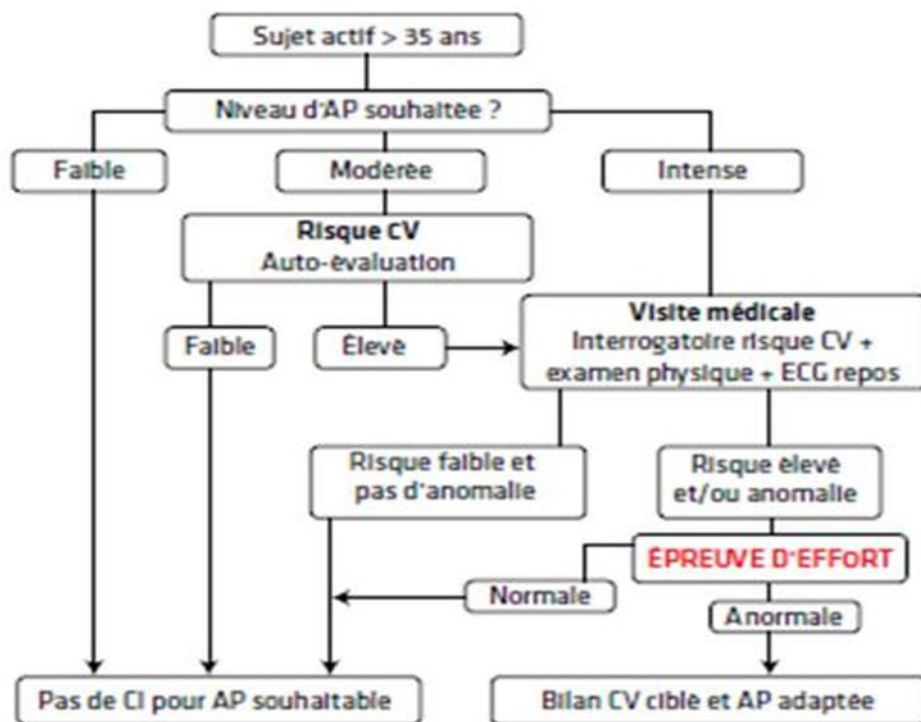 Sujet actif > 35 ans
Niveau d'AP souhaitée ?
Faible
Modérée
Intense
Risque CV
Auto-évaluation
Visite médicale
Interrogatoire risque CV +
examen physique + ECG repos
Faible
Élevé
Risque faible et
pas d'anomalie
Risque élevé
et/ou anomalie
ÉPREUVE D'EFFORT
Normale
Anormale
Pas de CI pour AP souhaitable
Bilan CV ciblé et AP adaptée